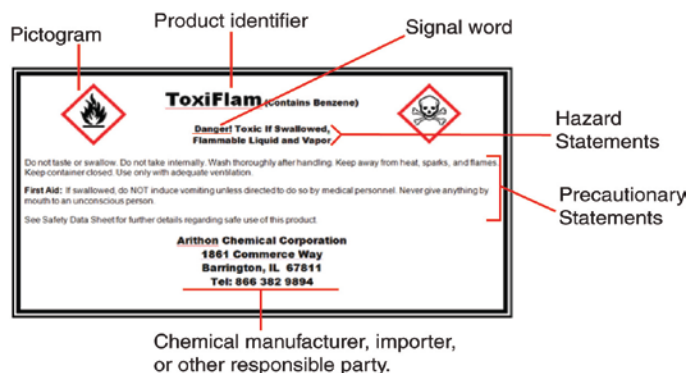 Product identifier
Pictogram
Signal word
ToxiFlam (Contains Benzene)
Danger! Toxic If Swallowed,
Flammable Liquid and Vapor
Hazard
Statements
Do not taste or swallow. Do not take internally. Wash thoroughly after handling. Keep away from heat, sparks, and flames.
Keep container closed. Use only with adequate ventilation.
First Aid: If swallowed, do NOT induce vomiting unless directed to do so by medical personnel. Never give anything by
mouth to an unconscious person.
Precautionary
Statements
See Safety Data Sheet for further details regarding safe use of this product.
Arithon Chemical Corporation
1861 Commerce Way
Barrington, IL 67811
Tel: 866 382 9894
Chemical manufacturer, importer,
or other responsible party.